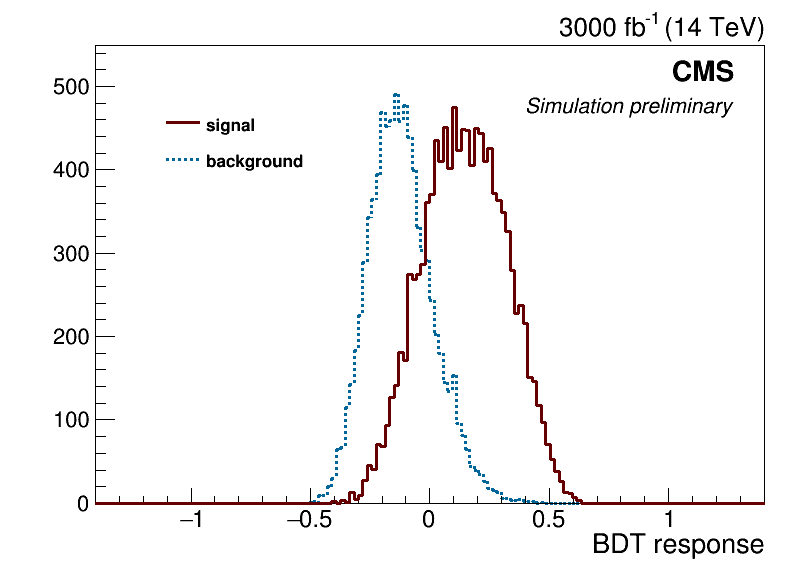 3000 fb-1 (14 TeV)
CMS
Simulation preliminary
signal
background
500
400
300
200
100
0
−1
−0.5
0
0.5
1
BDT response